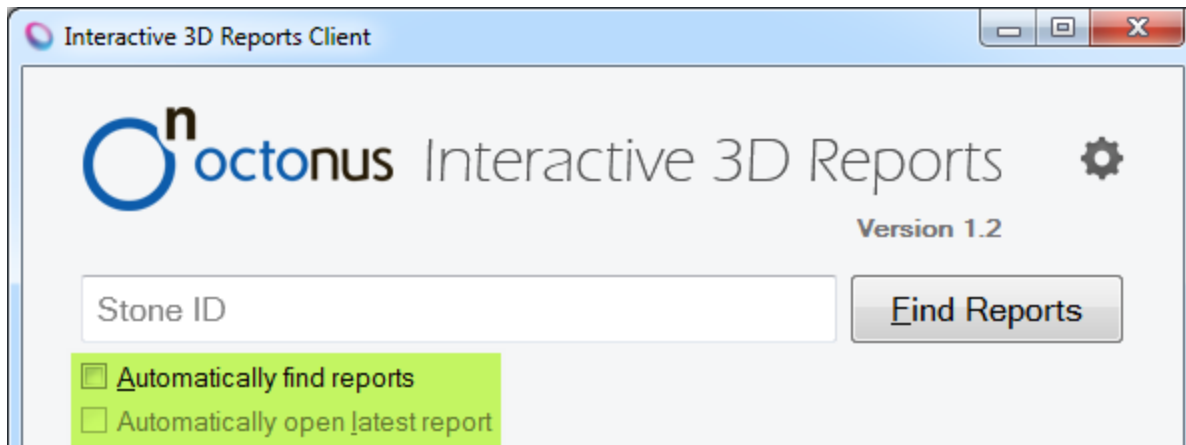 Interactive 3D Reports Client
octonus Interactive 3D Reports
Version 1.2
Stone ID
Find Reports
Automatically find reports
Automatically open latest report